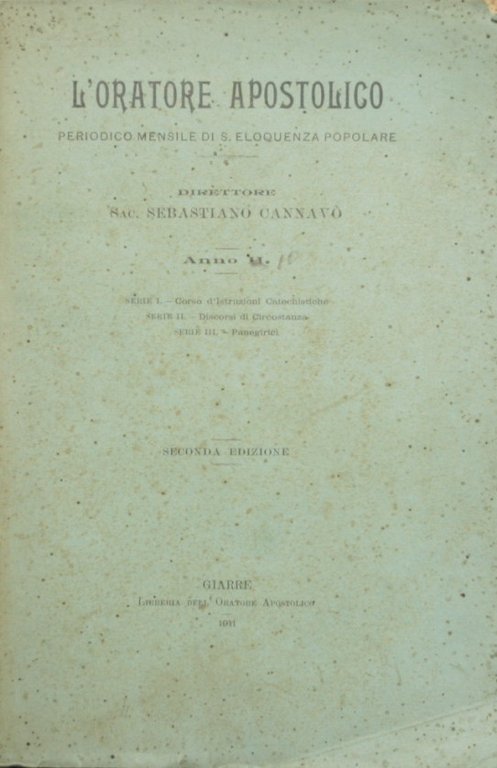 L'ORATORE APOSTOLICO
PERIODICO MENSILE DI S. ELOQUENZA POPOLARE
DIRETTORE
SAC. SEBASTIANO CANNAVÒ
Anno II.
SERIE I. - Corso d'Istruzioni Catechistiche
SERIE II. - Discorsi di Circostanza
SERIE III. - Panegirici
SECONDA EDIZIONE
GIARRE
LIBRERIA DELL'ORATORE APOSTOLICO
1911